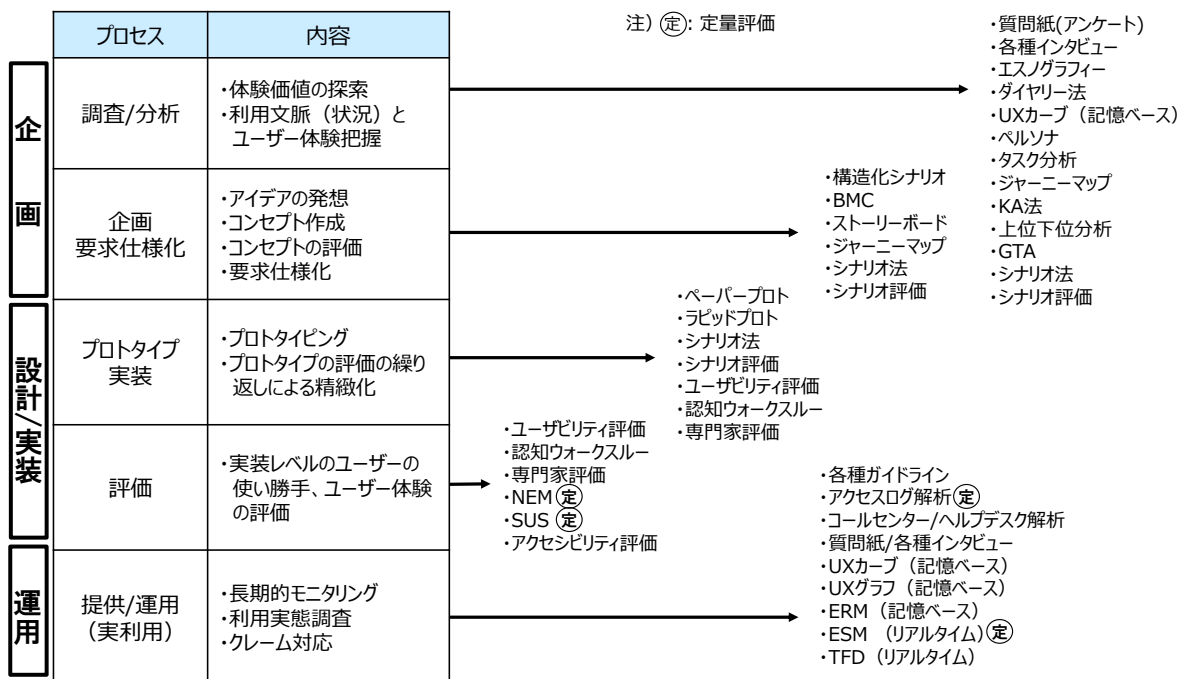 注) 定: 定量評価
プロセス
内容
企画
調査/分析
・体験価値の探索
・利用文脈（状況）と
ユーザー体験把握
・質問紙(アンケート)
・各種インタビュー
・エスノグラフィー
・ダイヤリー法
・UXカーブ（記憶ベース）
・ペルソナ
・タスク分析
・ジャーニーマップ
・KA法
・上位下位分析
・GTA
・シナリオ法
・シナリオ評価
企画
要求仕様化
・アイデアの発想
・コンセプト作成
・コンセプトの評価
・要求仕様化
・構造化シナリオ
・BMC
・ストーリーボード
・ジャーニーマップ
・シナリオ法
・シナリオ評価
設計/実装
プロトタイプ
実装
・プロトタイピング
・プロトタイプの評価の繰り
返しによる精緻化
・ペーパープロト
・ラピッドプロト
・シナリオ法
・シナリオ評価
・ユーザビリティ評価
・認知ウォークスルー
・専門家評価
評価
・実装レベルのユーザーの
使い勝手、ユーザー体験
の評価
・ユーザビリティ評価
・認知ウォークスルー
・専門家評価
・NEM 定
・SUS 定
・アクセシビリティ評価
運用
提供/運用
（実利用）
・長期的モニタリング
・利用実態調査
・クレーム対応
・各種ガイドライン
・アクセスログ解析 定
・コールセンター/ヘルプデスク解析
・質問紙/各種インタビュー
・UXカーブ（記憶ベース）
・UXグラフ（記憶ベース）
・ERM（記憶ベース）
・ESM （リアルタイム）定
・TFD（リアルタイム）